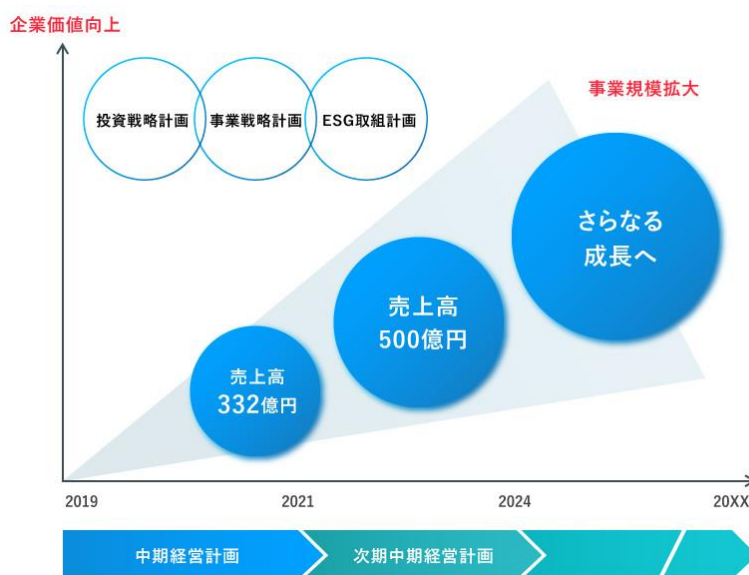 企業価値向上
投資戦略計画
事業戦略計画
ESG取組計画
事業規模拡大
さらなる
成長へ
売上高
500億円
売上高
332億円
2019
2021
2024
20XX
中期経営計画
次期中期経営計画